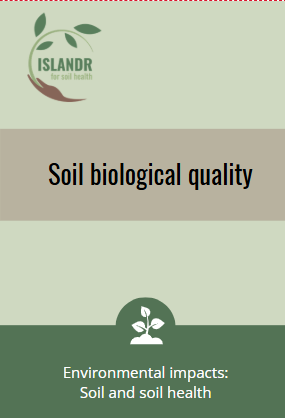 ISLANDR
for soil health
Soil biological quality
Environmental impacts:
Soil and soil health